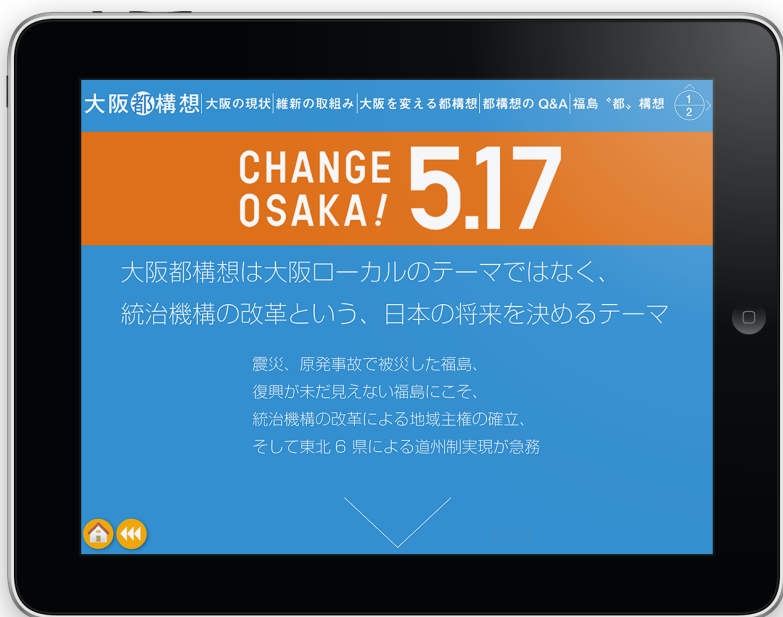 大阪都構想|大阪の現状|維新の取組み|大阪を変える都構想|都構想の Q&A|福島〝都〟構想
1
2
CHANGE
OSAKA!
5.17
大阪都構想は大阪ローカルのテーマではなく、
統治機構の改革という、日本の将来を決めるテーマ
震災、原発事故で被災した福島、
復興が未だ見えない福島にこそ、
統治機構の改革による地域主権の確立、
そして東北6県による道州制実現が急務